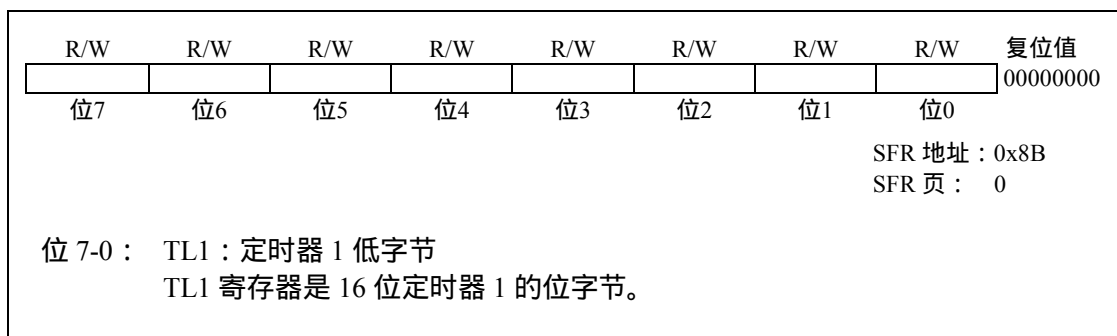 R/W R/W R/W R/W R/W R/W R/W R/W 复位值
00000000
位7 位6 位5 位4 位3 位2 位1 位0
SFR 地址：0x8B
SFR 页： 0
位 7-0： TL1：定时器 1 低字节
TL1 寄存器是 16 位定时器 1 的位字节。